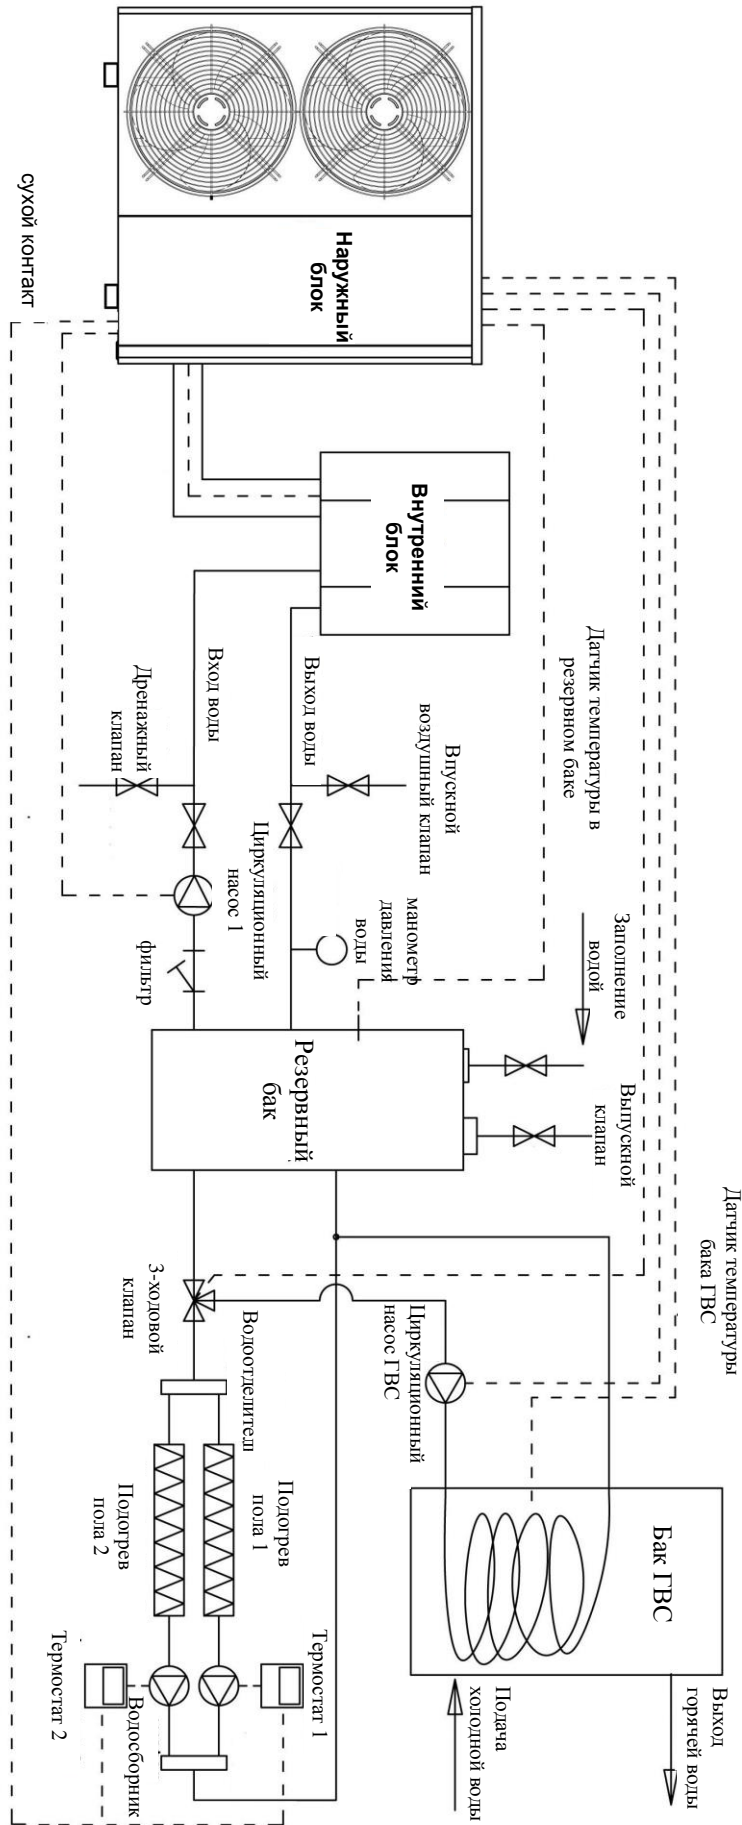 Наружный
блок
сухой контакт
Внутренний
блок
Датчик температуры в
резервном баке
Вход воды
Выход воды
Дренажный
клапан
Впускной
воздушный клапан
Циркуляционный
насос 1
манометр
давления
воды
фильтр
Заполнение
водой
Резервный
бак
Выпускной
клапан
Датчик температуры
бака ГВС
3-ходовой
клапан
Водоотделител
Циркуляционный
насос ГВС
Подогрев
пола 1
Подогрев
пола 2
Бак ГВС
Термостат 1
Термостат 2
Водосборник
Подача
холодной воды
Выход
горячей воды